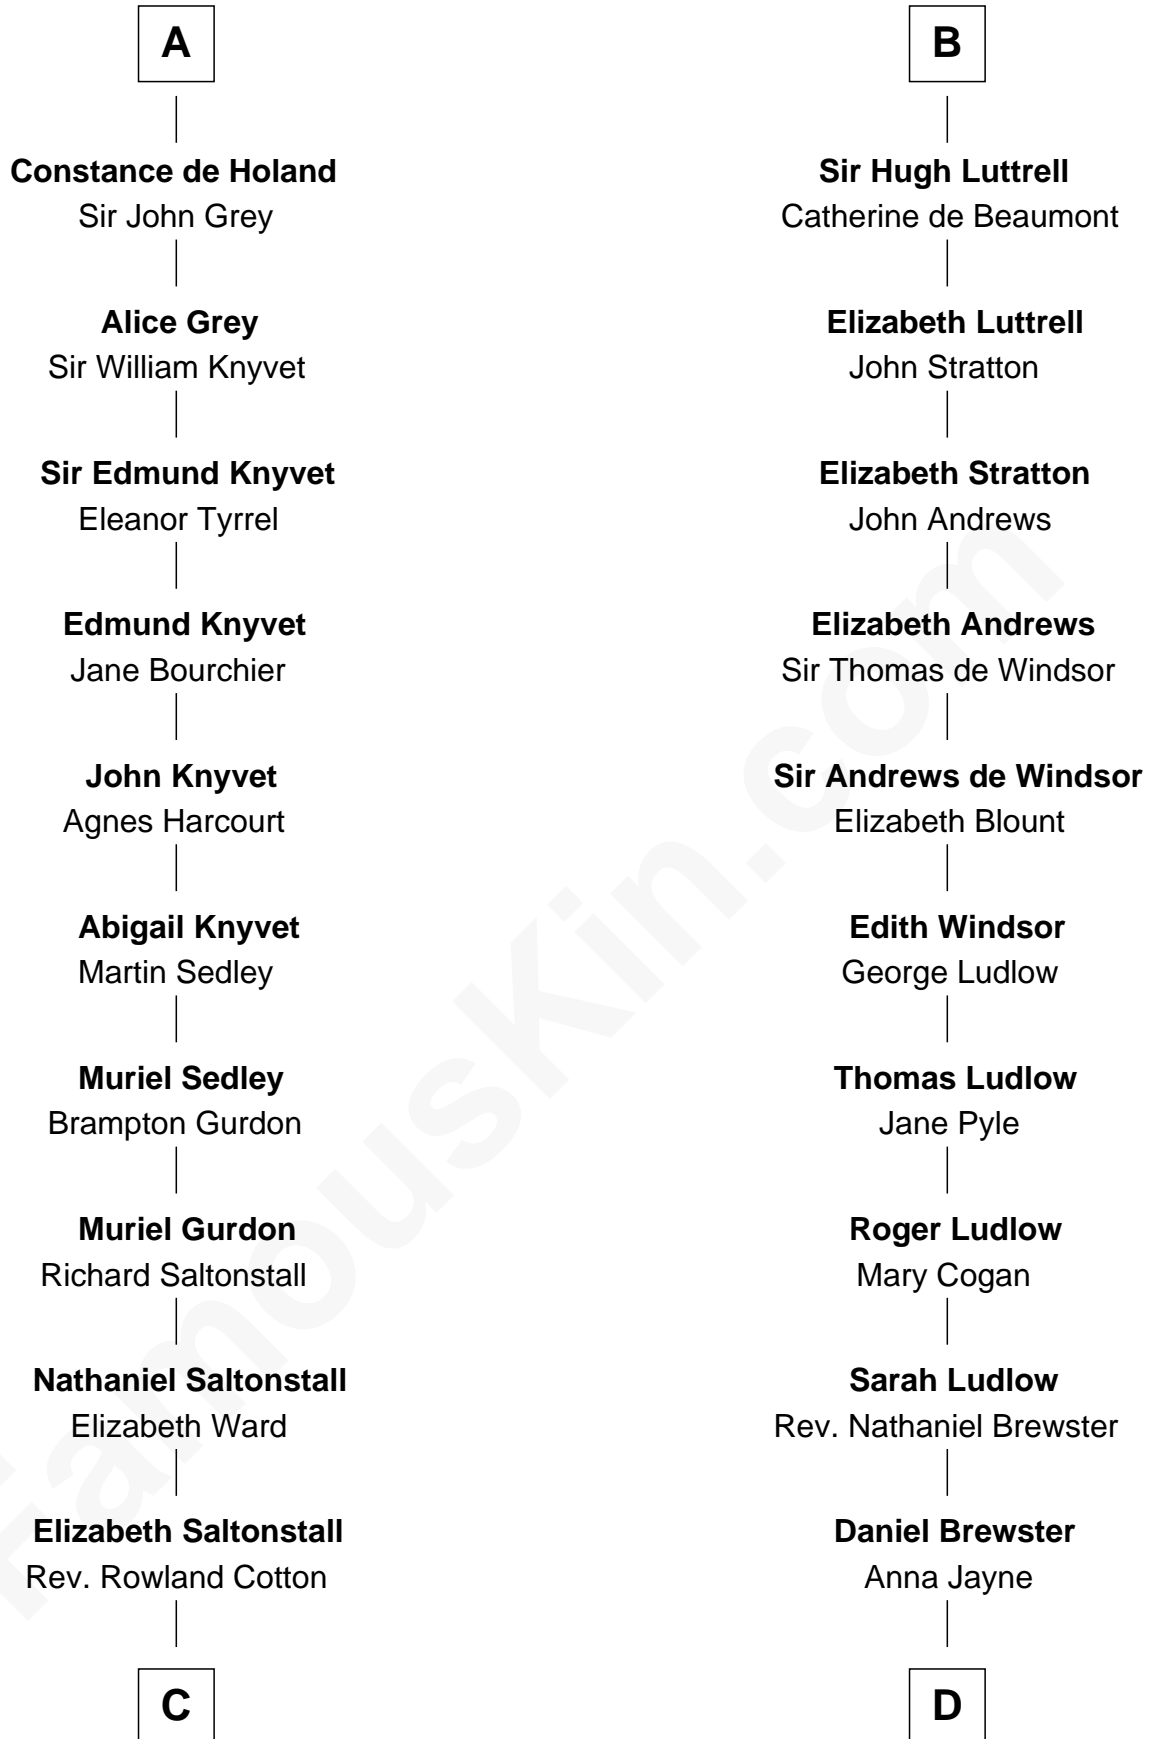 A
Constance de Holand
Sir John Grey
Alice Grey
Sir William Knyvet
Sir Edmund Knyvet
Eleanor Tyrrel
Edmund Knyvet
Jane Bourchier
John Knyvet
Agnes Harcourt
Abigail Knyvet
Martin Sedley
Muriel Sedley
Brampton Gurdon
Muriel Gurdon
Richard Saltonstall
Nathaniel Saltonstall
Elizabeth Ward
Elizabeth Saltonstall
Rev. Rowland Cotton
C
B
Sir Hugh Luttrell
Catherine de Beaumont
Elizabeth Luttrell
John Stratton
Elizabeth Stratton
John Andrews
Elizabeth Andrews
Sir Thomas de Windsor
Sir Andrews de Windsor
Elizabeth Blount
Edith Windsor
George Ludlow
Thomas Ludlow
Jane Pyle
Roger Ludlow
Mary Cogan
Sarah Ludlow
Rev. Nathaniel Brewster
Daniel Brewster
Anna Jayne
D
FamousKin.com